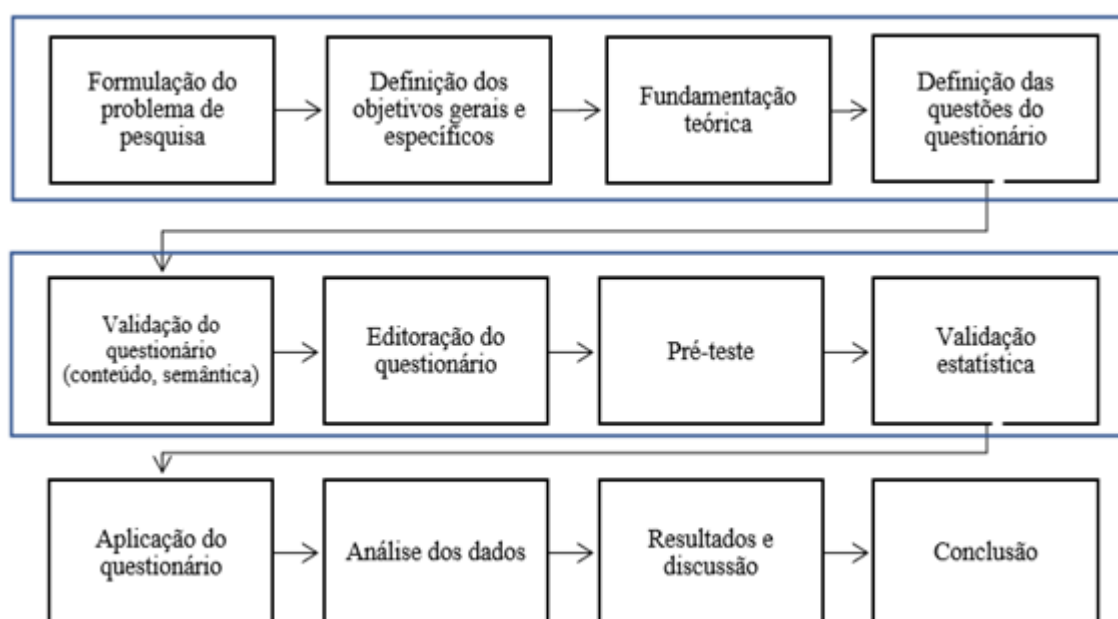 Formulação do
problema de
pesquisa
Definição dos
objetivos gerais e
específicos
Fundamentação
teórica
Definição das
questões do
questionário
Validação do
questionário
(conteúdo, semântica)
Editoração do
questionário
Pré-teste
Validação
estatística
Aplicação do
questionário
Análise dos dados
Resultados e
discussão
Conclusão